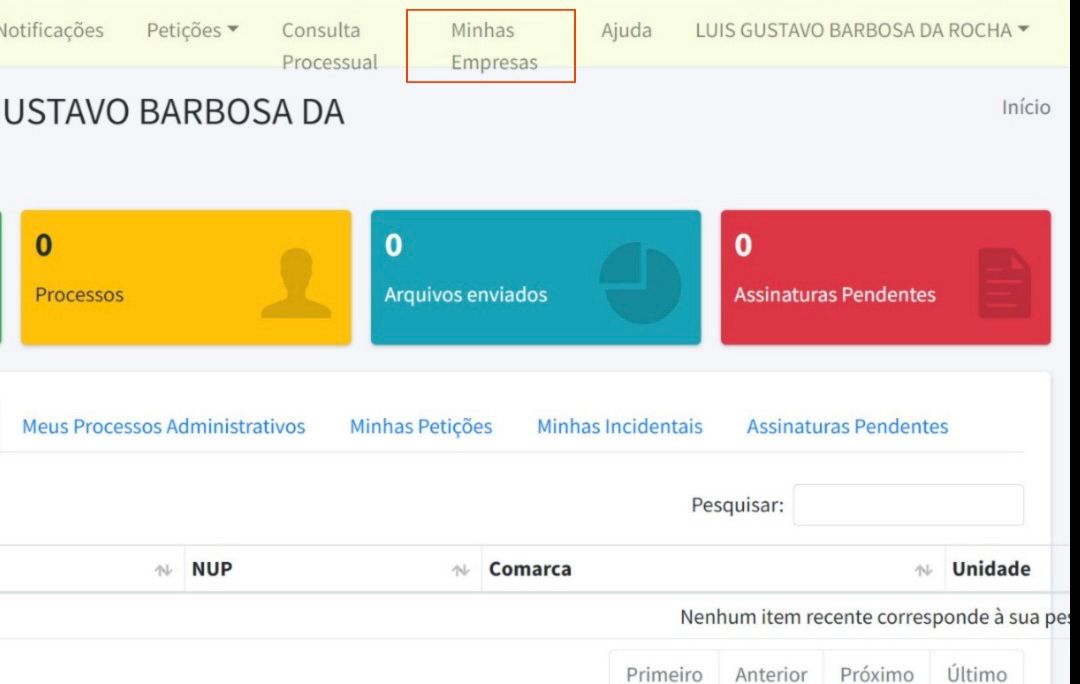 Notificações
Petições
Consulta
Processual
Minhas
Empresas
Ajuda
LUIS GUSTAVO BARBOSA DA ROCHA
USTAVO BARBOSA DA
Início
0
Processos
0
Arquivos enviados
0
Assinaturas Pendentes
Meus Processos Administrativos
Minhas Petições
Minhas Incidentais
Assinaturas Pendentes
Pesquisar:
NUP
Comarca
Unidade
Nenhum item recente corresponde à sua pes
Primeiro
Anterior
Próximo
Último